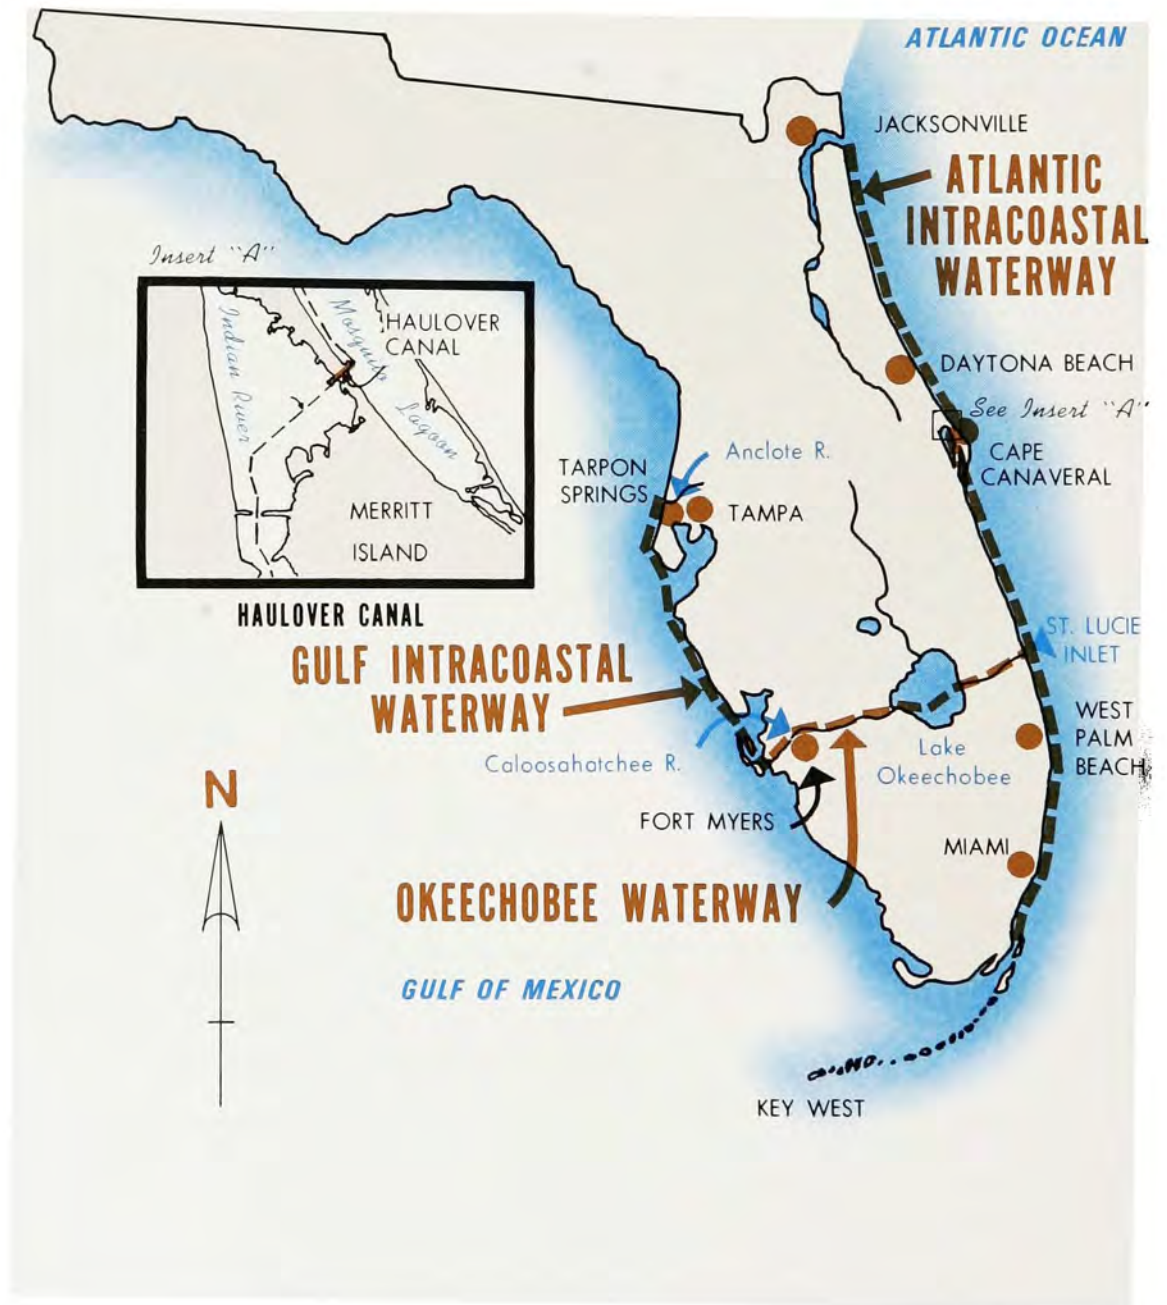 ATLANTIC OCEAN
JACKSONVILLE
ATLANTIC
INTRACOASTAL
WATERWAY
Insert "A"
Indian River
Mosquito
Lagoon
HAULOVER
CANAL
MERRITT
ISLAND
HAULOVER CANAL
DAYTONA BEACH
See Insert "A"
CAPE
CANAVERAL
Anclote R.
TARPON
SPRINGS
TAMPA
GULF INTRACOASTAL
WATERWAY
ST. LUCIE
INLET
WEST
PALM
BEACH
Caloosahatchee R.
Lake
Okeechobee
N
FORT MYERS
MIAMI
OKEECHOBEE WATERWAY
GULF OF MEXICO
KEY WEST